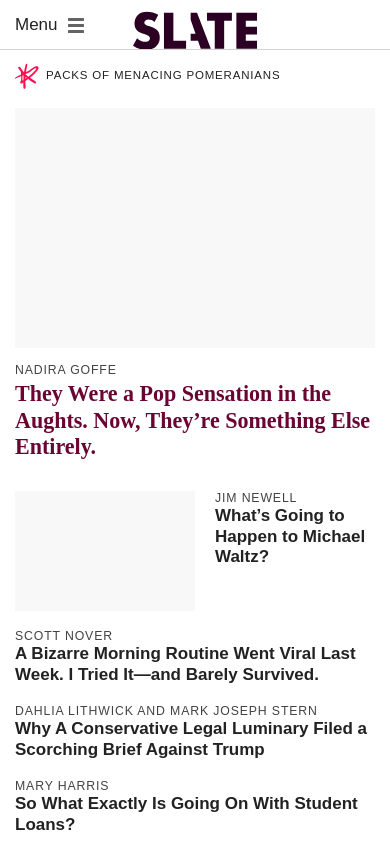 Menu
SLATE
PACKS OF MENACING POMERANIANS
NADIRA GOFFE
They Were a Pop Sensation in the
Aughts. Now, They’re Something Else
Entirely.
JIM NEWELL
What’s Going to
Happen to Michael
Waltz?
SCOTT NOVER
A Bizarre Morning Routine Went Viral Last
Week. I Tried It—and Barely Survived.
DAHLIA LITHWICK AND MARK JOSEPH STERN
Why A Conservative Legal Luminary Filed a
Scorching Brief Against Trump
MARY HARRIS
So What Exactly Is Going On With Student
Loans?